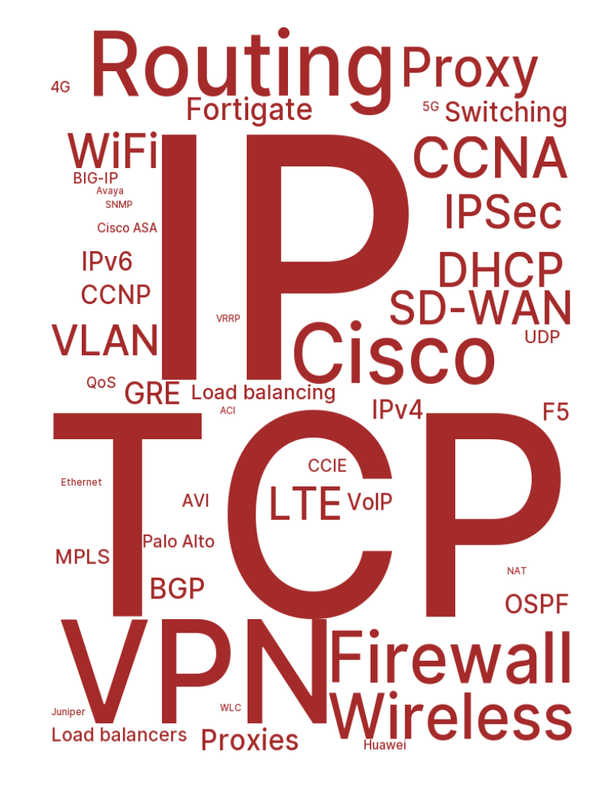 Routing
Proxy
4G
Fortigate
5G
Switching
WiFi
IP
CCNA
BIG-IP
Avaya
SNMP
IPSec
Cisco ASA
IPv6
DHCP
CCNP
SD-WAN
VRRP
VLAN
Cisco
UDP
QoS
GRE
Load balancing
ACI
IPv4
F5
TCP
CCIE
Ethernet
AVI
LTE
VoIP
Palo Alto
MPLS
NAT
BGP
OSPF
VPN
Firewall
Wireless
Juniper
WLC
Load balancers
Proxies
Huawei